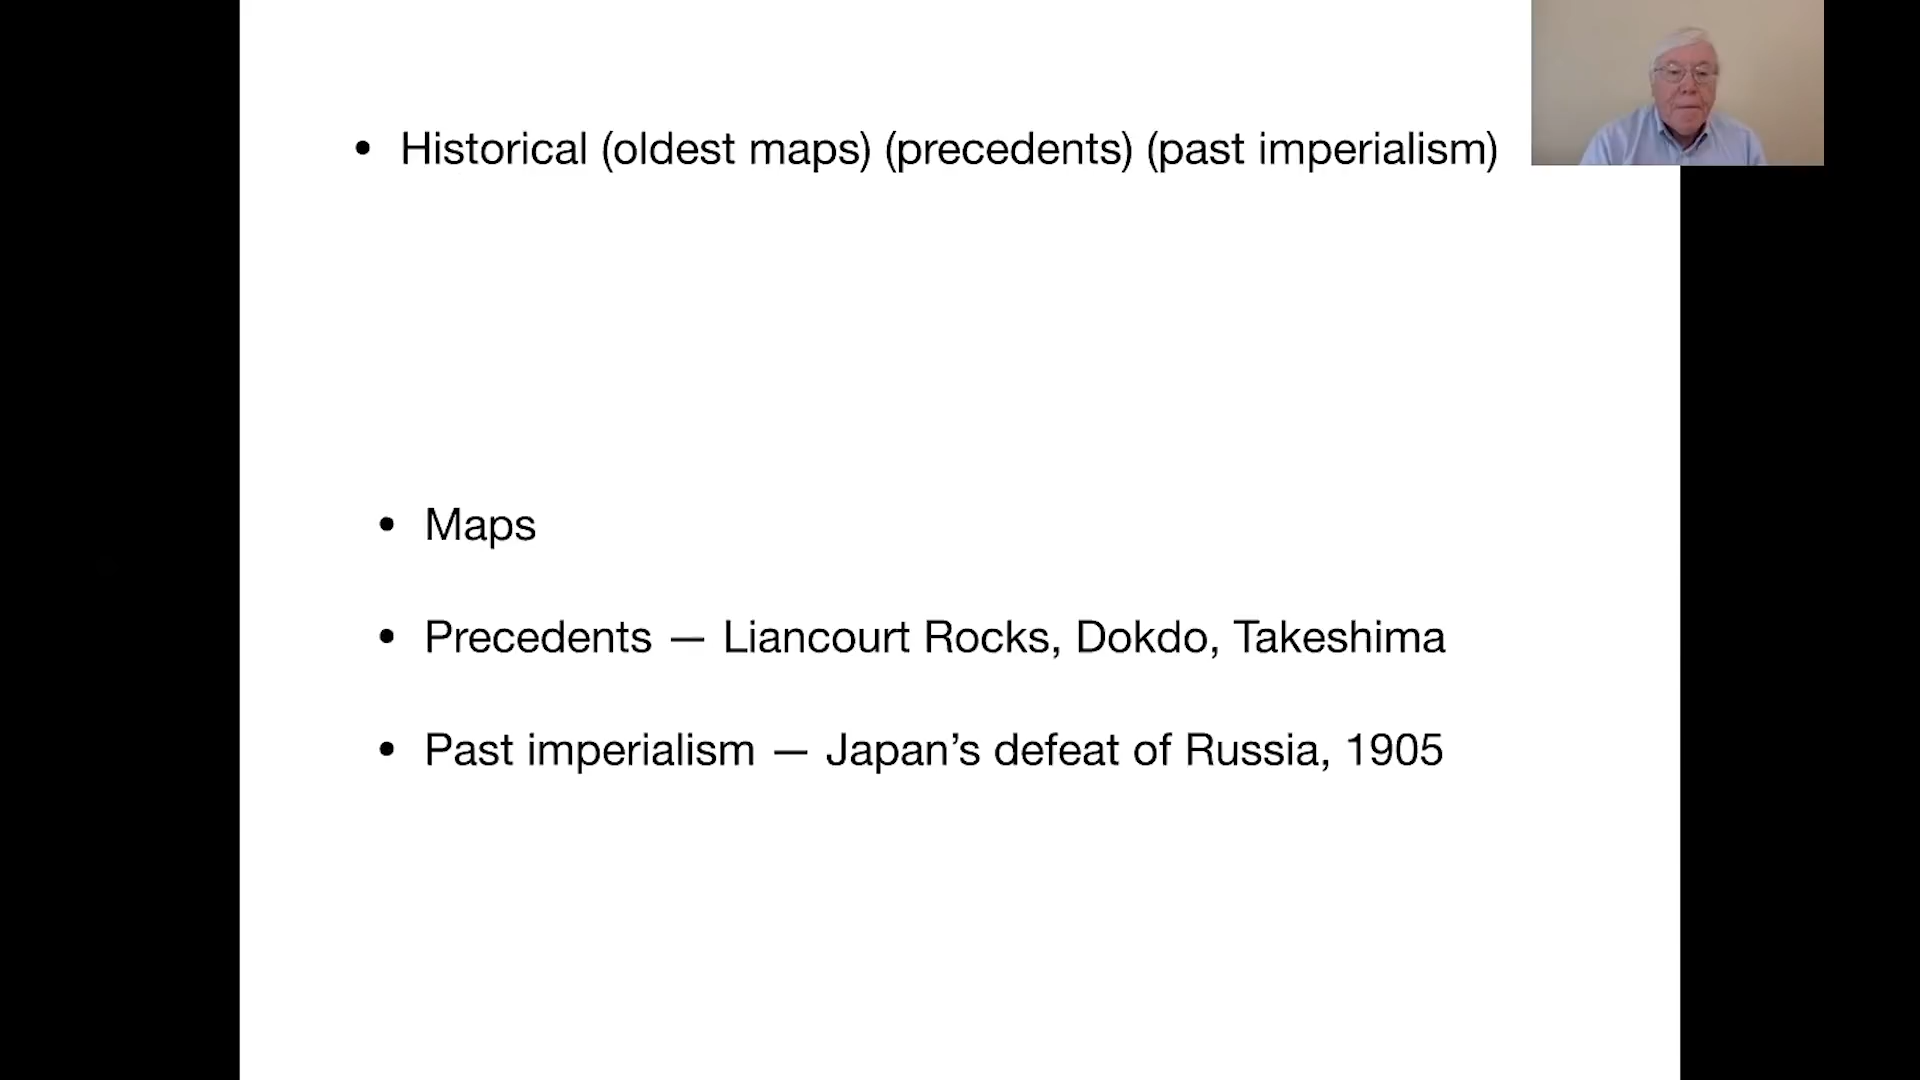 • Historical (oldest maps) (precedents) (past imperialism)
• Maps
• Precedents — Liancourt Rocks, Dokdo, Takeshima
• Past imperialism — Japan’s defeat of Russia, 1905